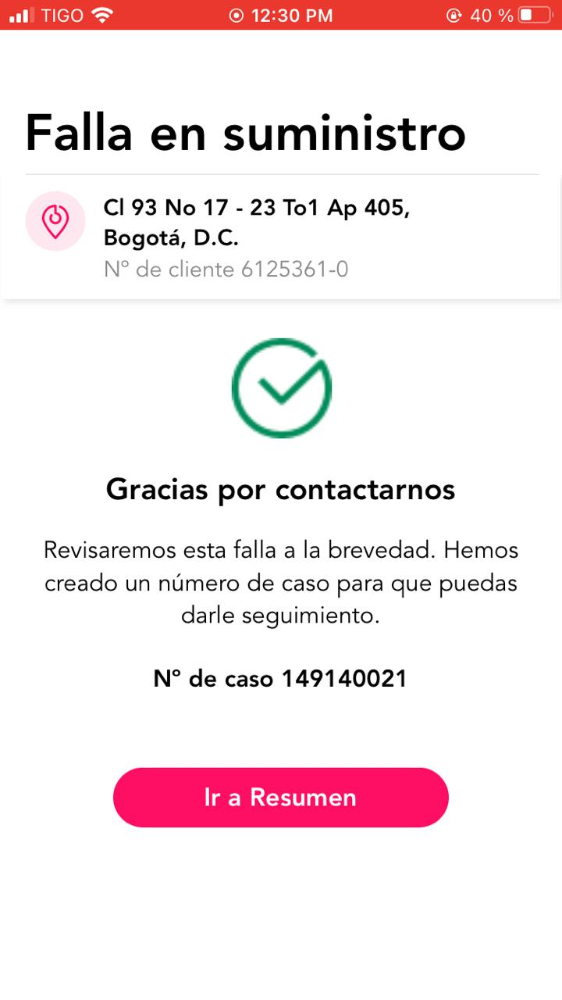 TIGO 12:30 PM 40 %
Falla en suministro
Cl 93 No 17 - 23 To1 Ap 405,
Bogotá, D.C.
Nº de cliente 6125361-0
Gracias por contactarnos
Revisaremos esta falla a la brevedad. Hemos
creado un número de caso para que puedas
darle seguimiento.
Nº de caso 149140021
Ir a Resumen